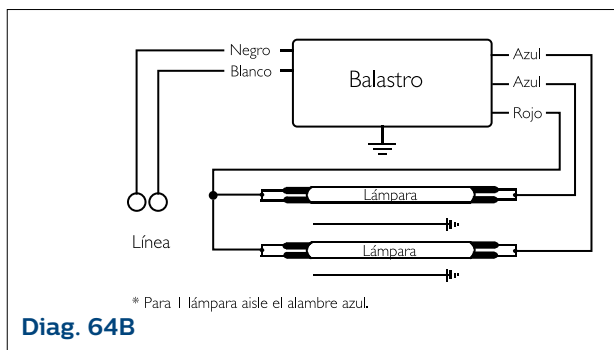 Negro
Blanco
Balastro
Azul
Azul
Rojo
Lámpara
Línea
Lámpara
* Para 1 lámpara aisle el alambre azul.
Diag. 64B